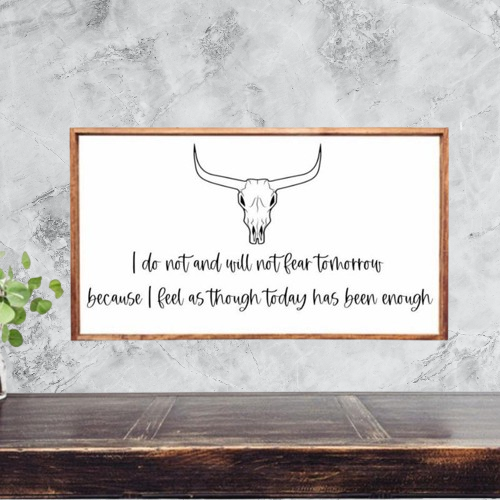 I do not and will not fear tomorrow
because I feel as though today has been enough